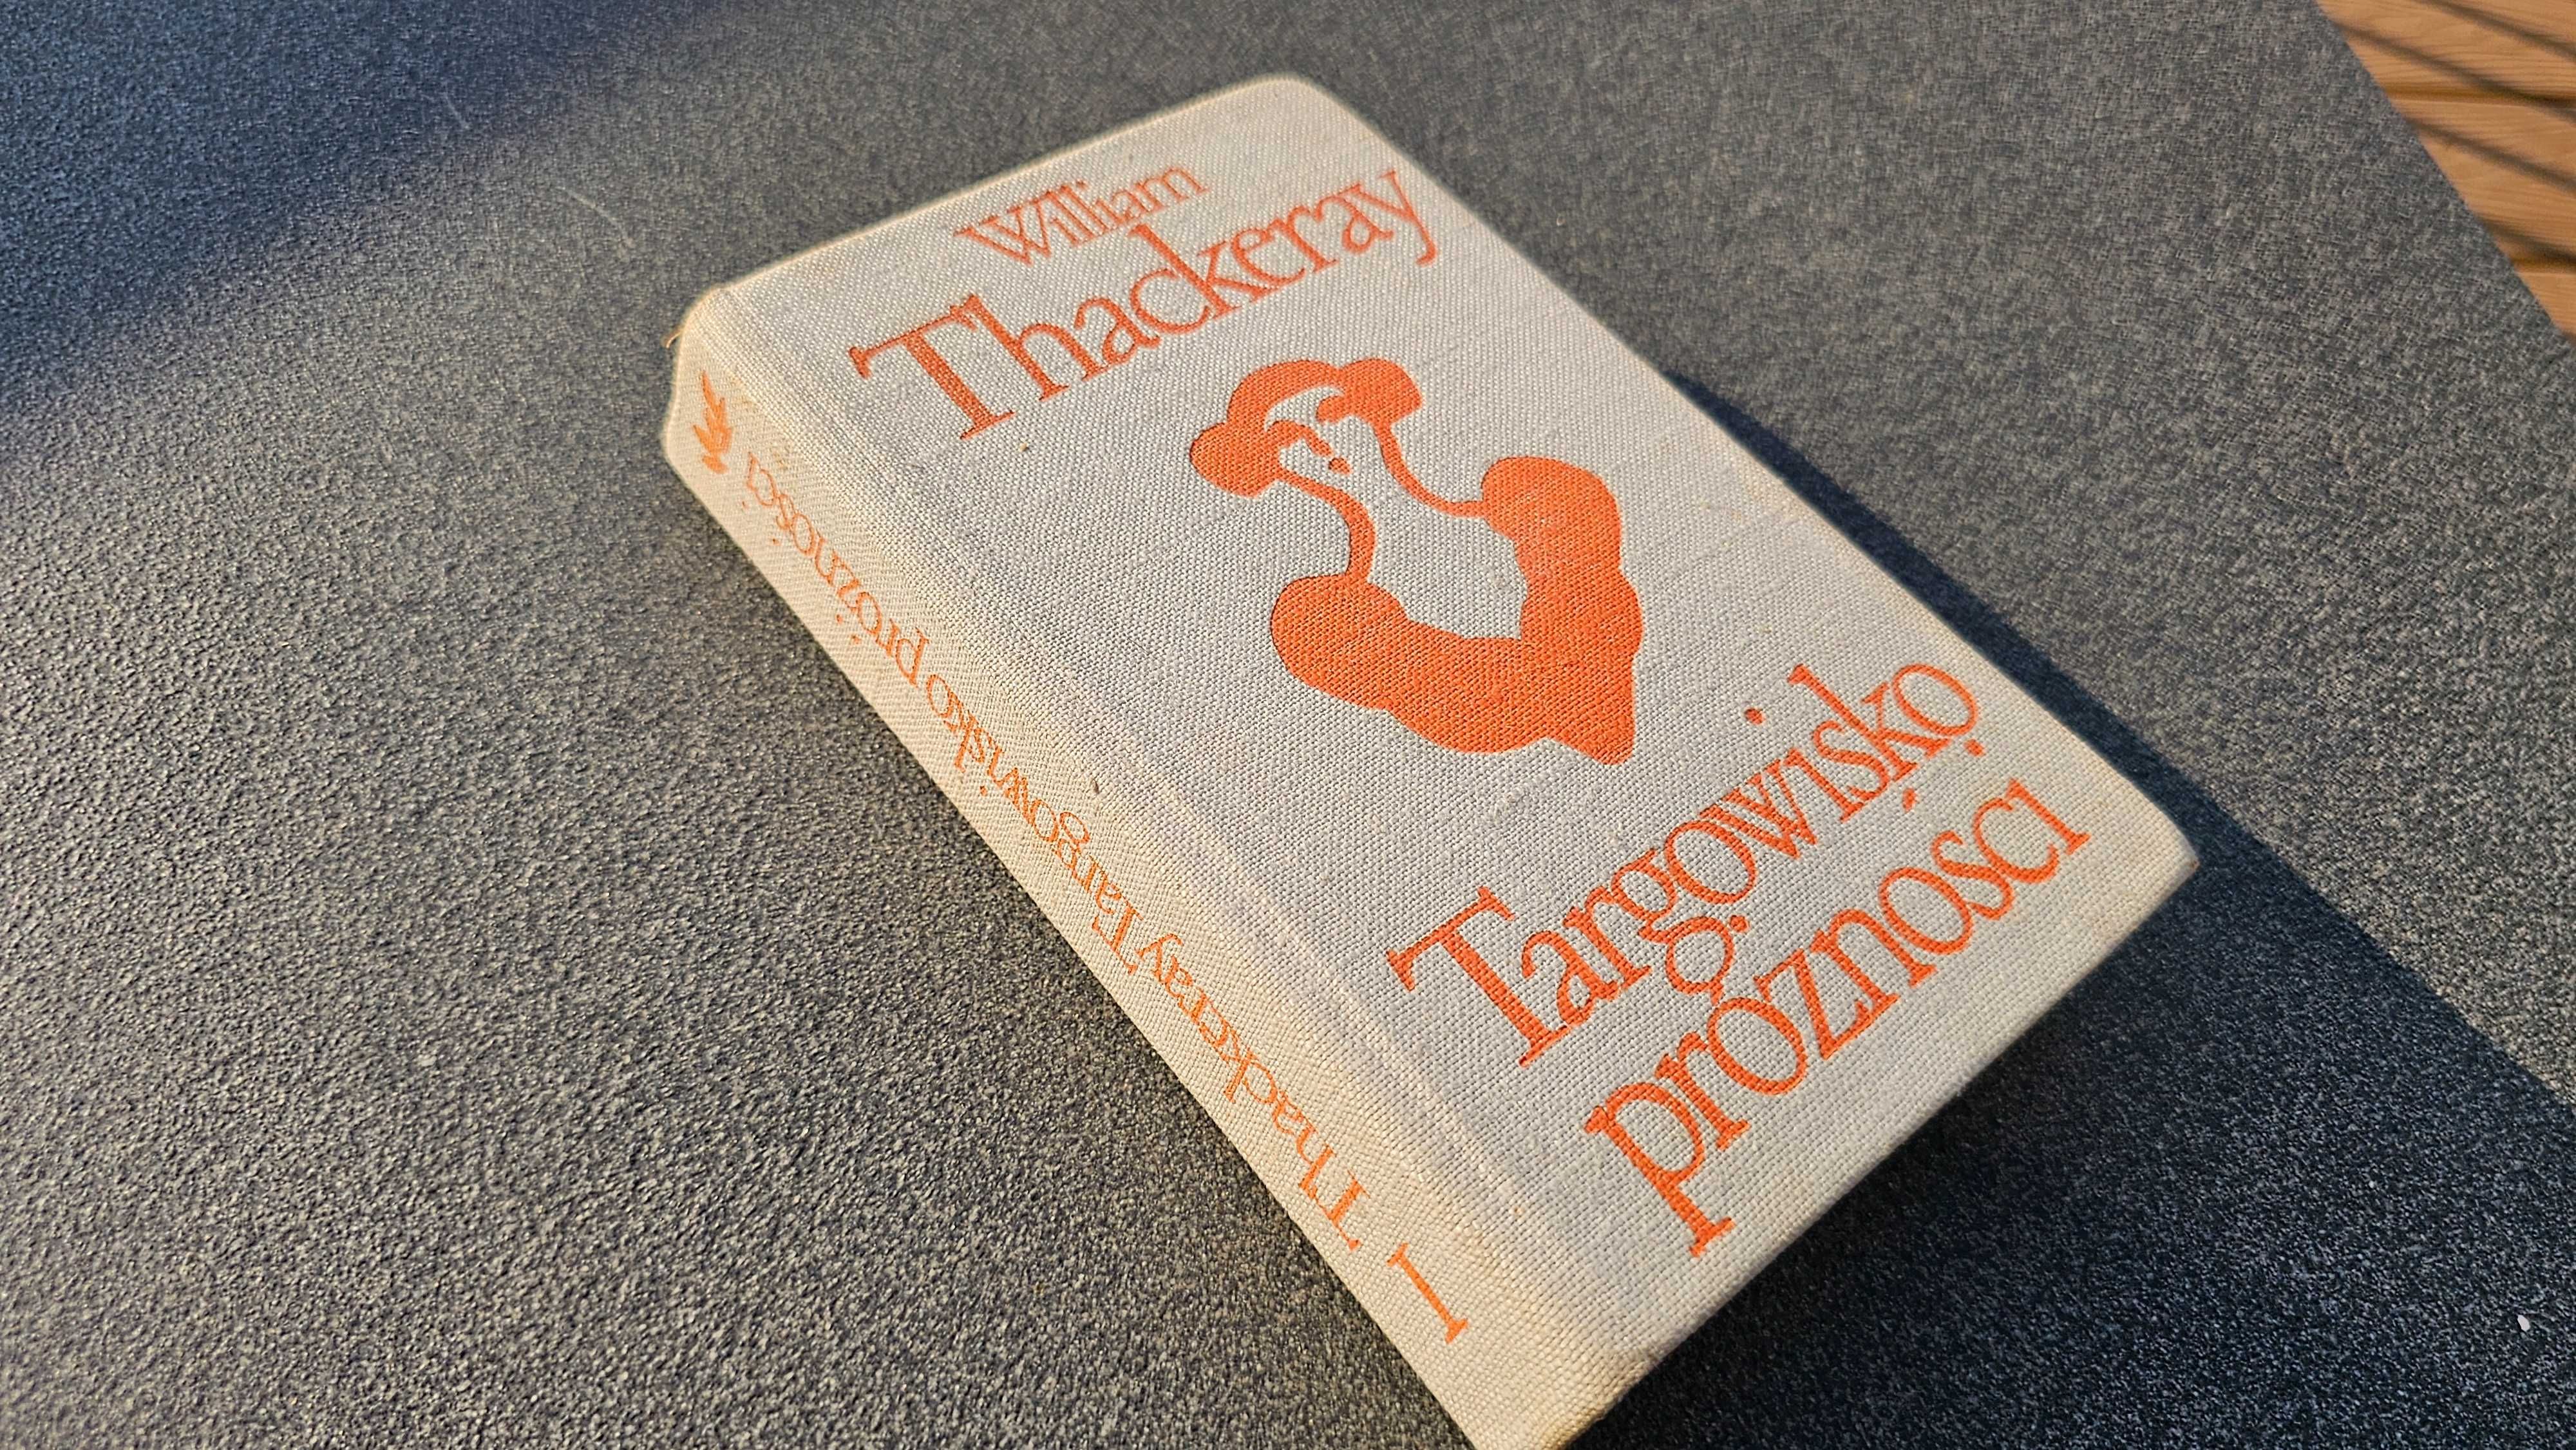 William
Thackeray
Targowisko
próżności
I Thackeray Targowisko próżności